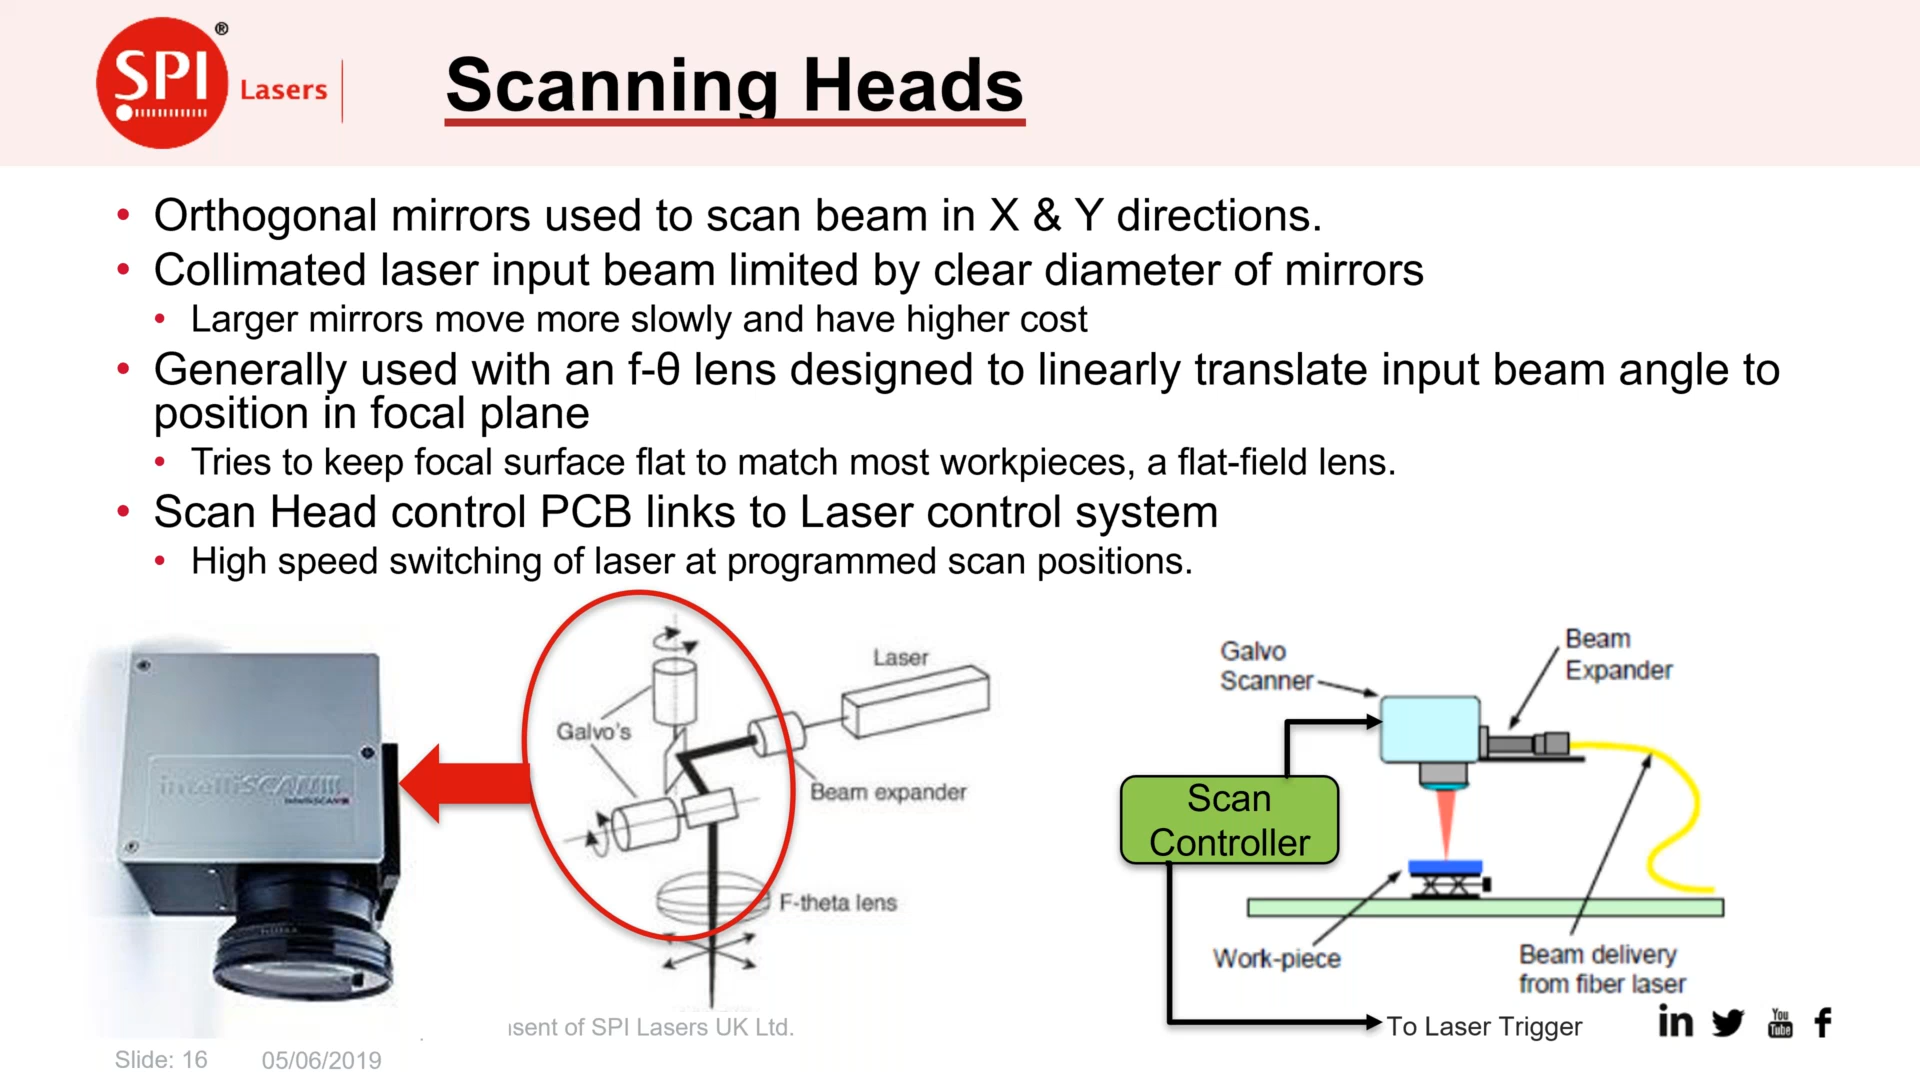 SPI
®
Lasers
Scanning Heads
• Orthogonal mirrors used to scan beam in X & Y directions.
• Collimated laser input beam limited by clear diameter of mirrors
• Larger mirrors move more slowly and have higher cost
• Generally used with an f-θ lens designed to linearly translate input beam angle to
position in focal plane
• Tries to keep focal surface flat to match most workpieces, a flat-field lens.
• Scan Head control PCB links to Laser control system
• High speed switching of laser at programmed scan positions.
intelliSCAN III
Laser
Galvo's
Beam expander
F-theta lens
Galvo
Scanner
Beam
Expander
Scan
Controller
Work-piece
Beam delivery
from fiber laser
To Laser Trigger
sent of SPI Lasers UK Ltd.
in
You
Tube
f
Slide: 16
05/06/2019